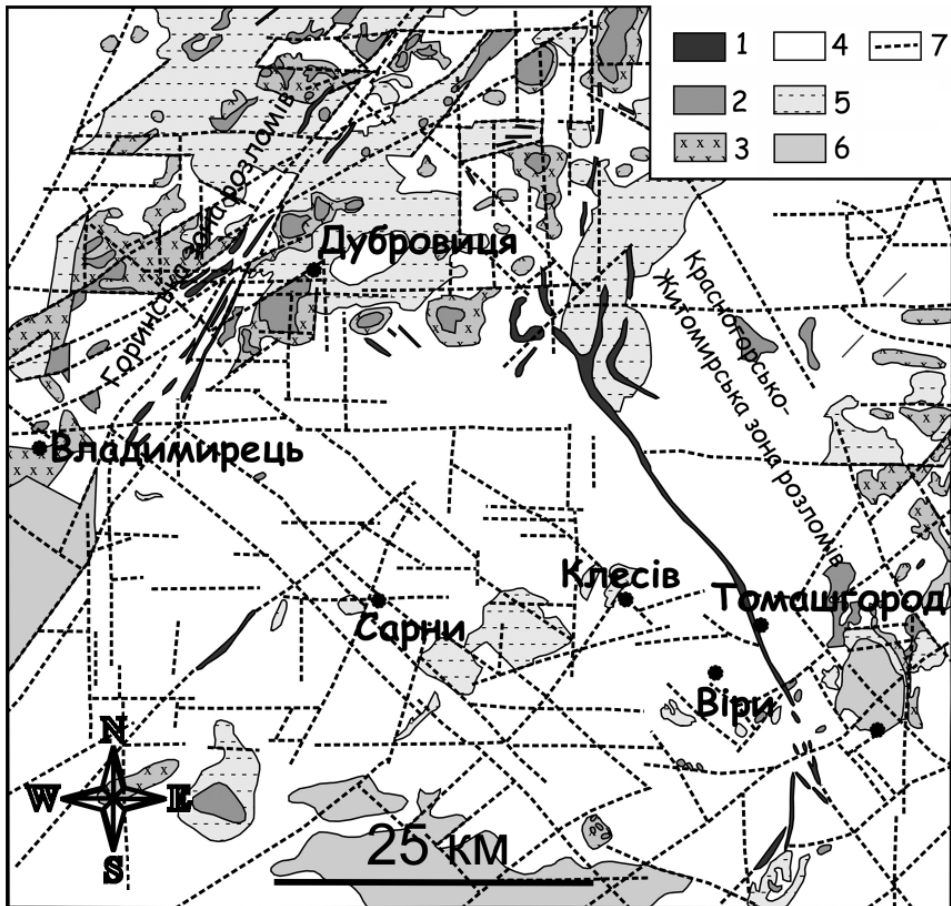 1 4 7
2 5
3 6
Горинська зона розломів
Дубровиця
Красногорсько-
Житомирська зона розломів
Владимирець
Клесів
Томашгород
Сарни
Віри
N
W E
S
25 км